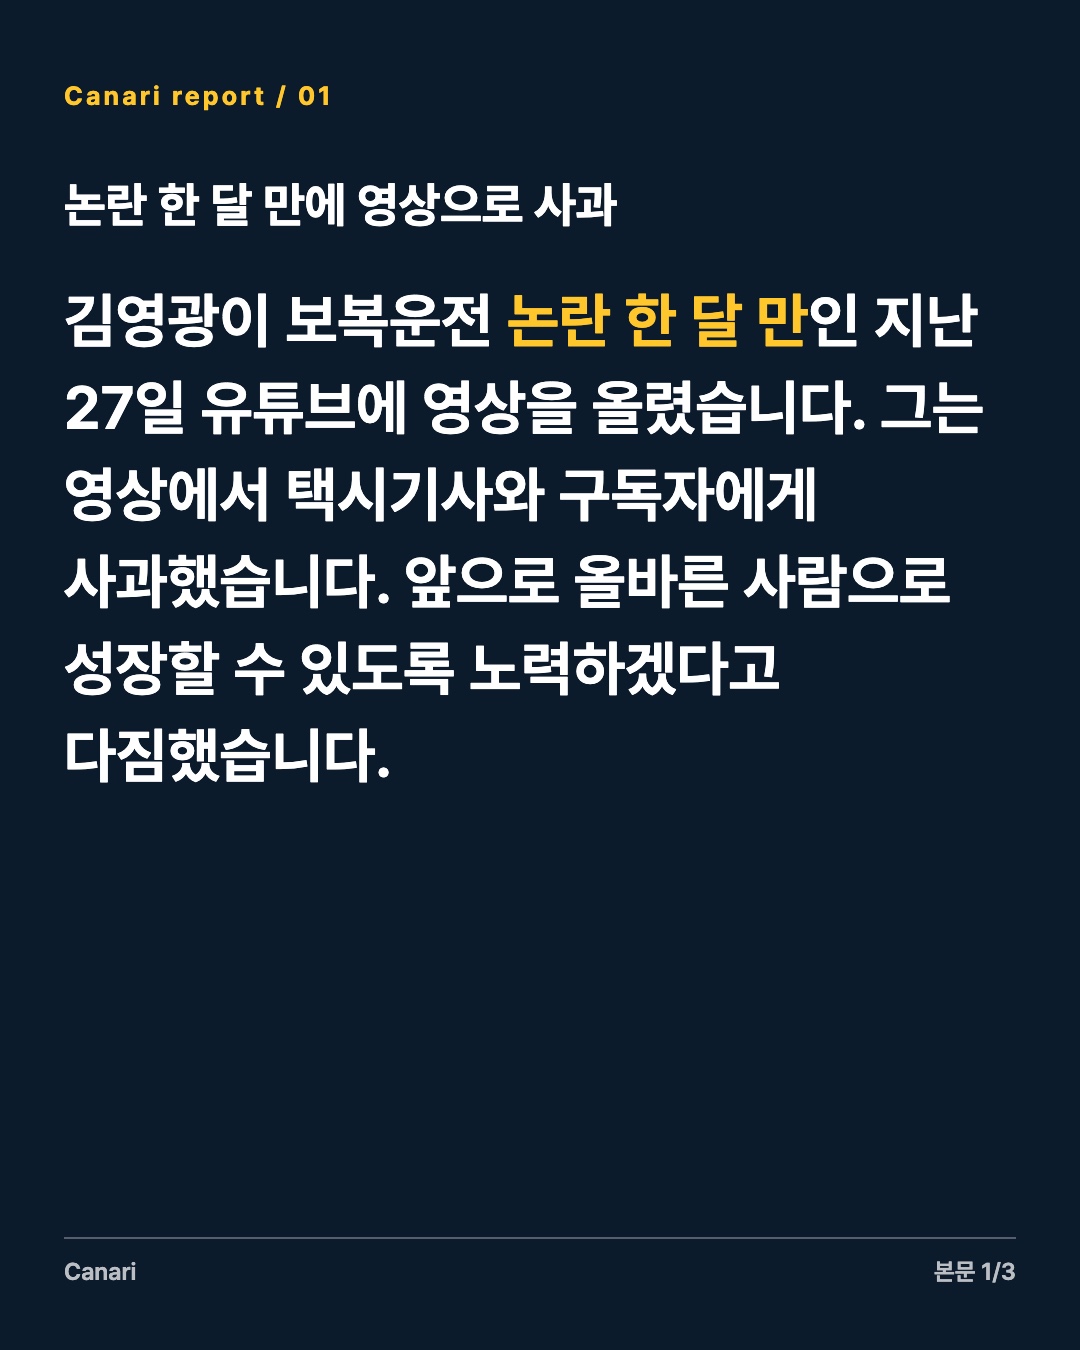 Canari report / 01
논란 한 달 만에 영상으로 사과
김영광이 보복운전 논란 한 달 만인 지난
27일 유튜브에 영상을 올렸습니다. 그는
영상에서 택시기사와 구독자에게
사과했습니다. 앞으로 올바른 사람으로
성장할 수 있도록 노력하겠다고
다짐했습니다.
Canari
본문 1/3